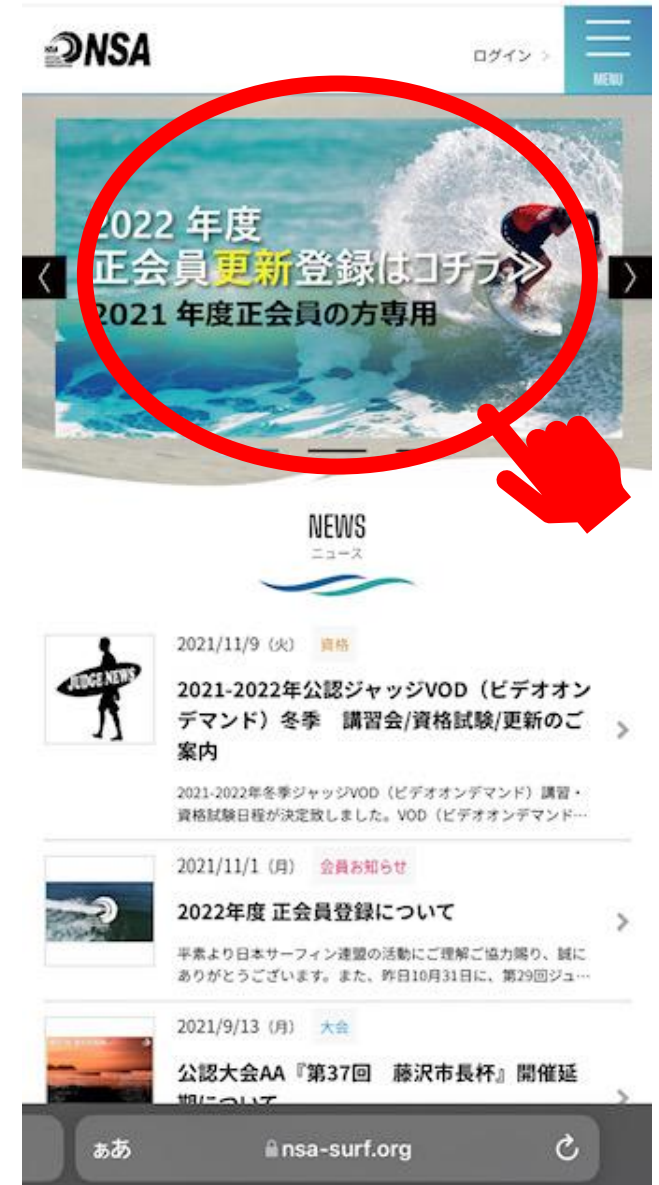 NSA
ログイン >
MENU
2022 年度
正会員更新登録はコチラ≫
2021 年度正会員の方専用
NEWS
ニュース
2021/11/9（火） 資格
JUDGE NEWS
2021-2022年公認ジャッジVOD（ビデオオン
デマンド）冬季　講習会/資格試験/更新のご
案内
2021-2022年冬季ジャッジVOD（ビデオオンデマンド）講習・
資格試験日程が決定致しました。VOD（ビデオオンデマンド…
2021/11/1（月） 会員お知らせ
2022年度 正会員登録について
平素より日本サーフィン連盟の活動にご理解ご協力賜り、誠に
ありがとうございます。また、昨日10月31日に、第29回ジュ…
2021/9/13（月） 大会
公認大会AA『第37回　藤沢市長杯』開催延
期について
ぁあ
nsa-surf.org